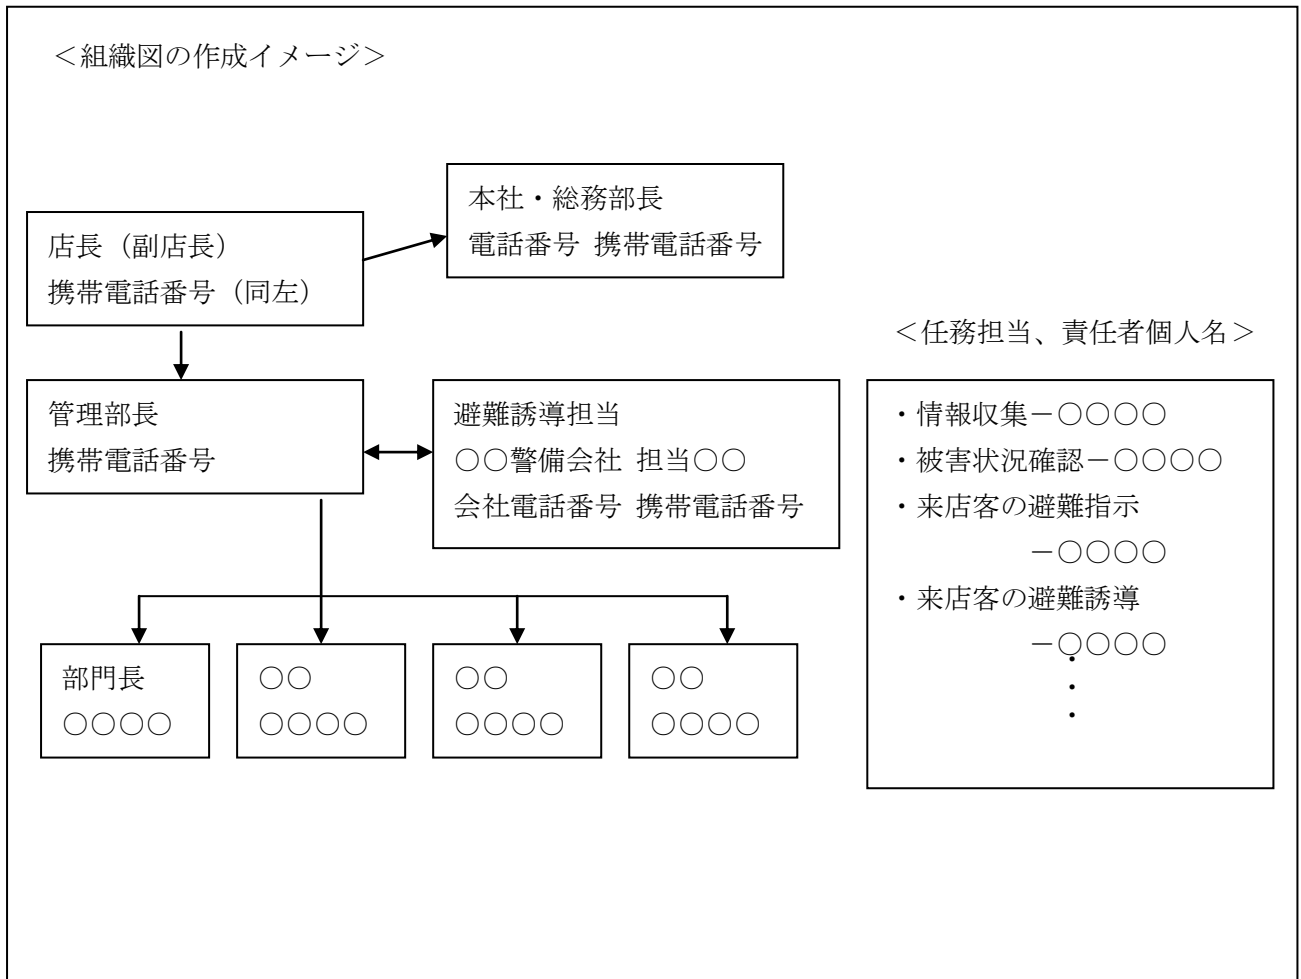 ＜組織図の作成イメージ＞
本社・総務部長
電話番号 携帯電話番号
店長（副店長）
携帯電話番号（同左）
管理部長
携帯電話番号
避難誘導担当
○○警備会社 担当○○
会社電話番号 携帯電話番号
部門長
○○○○
○○
○○○○
○○
○○○○
○○
○○○○
＜任務担当、責任者個人名＞
・情報収集－○○○○
・被害状況確認－○○○○
・来店客の避難指示
－○○○○
・来店客の避難誘導
－○○○○
・
・
・